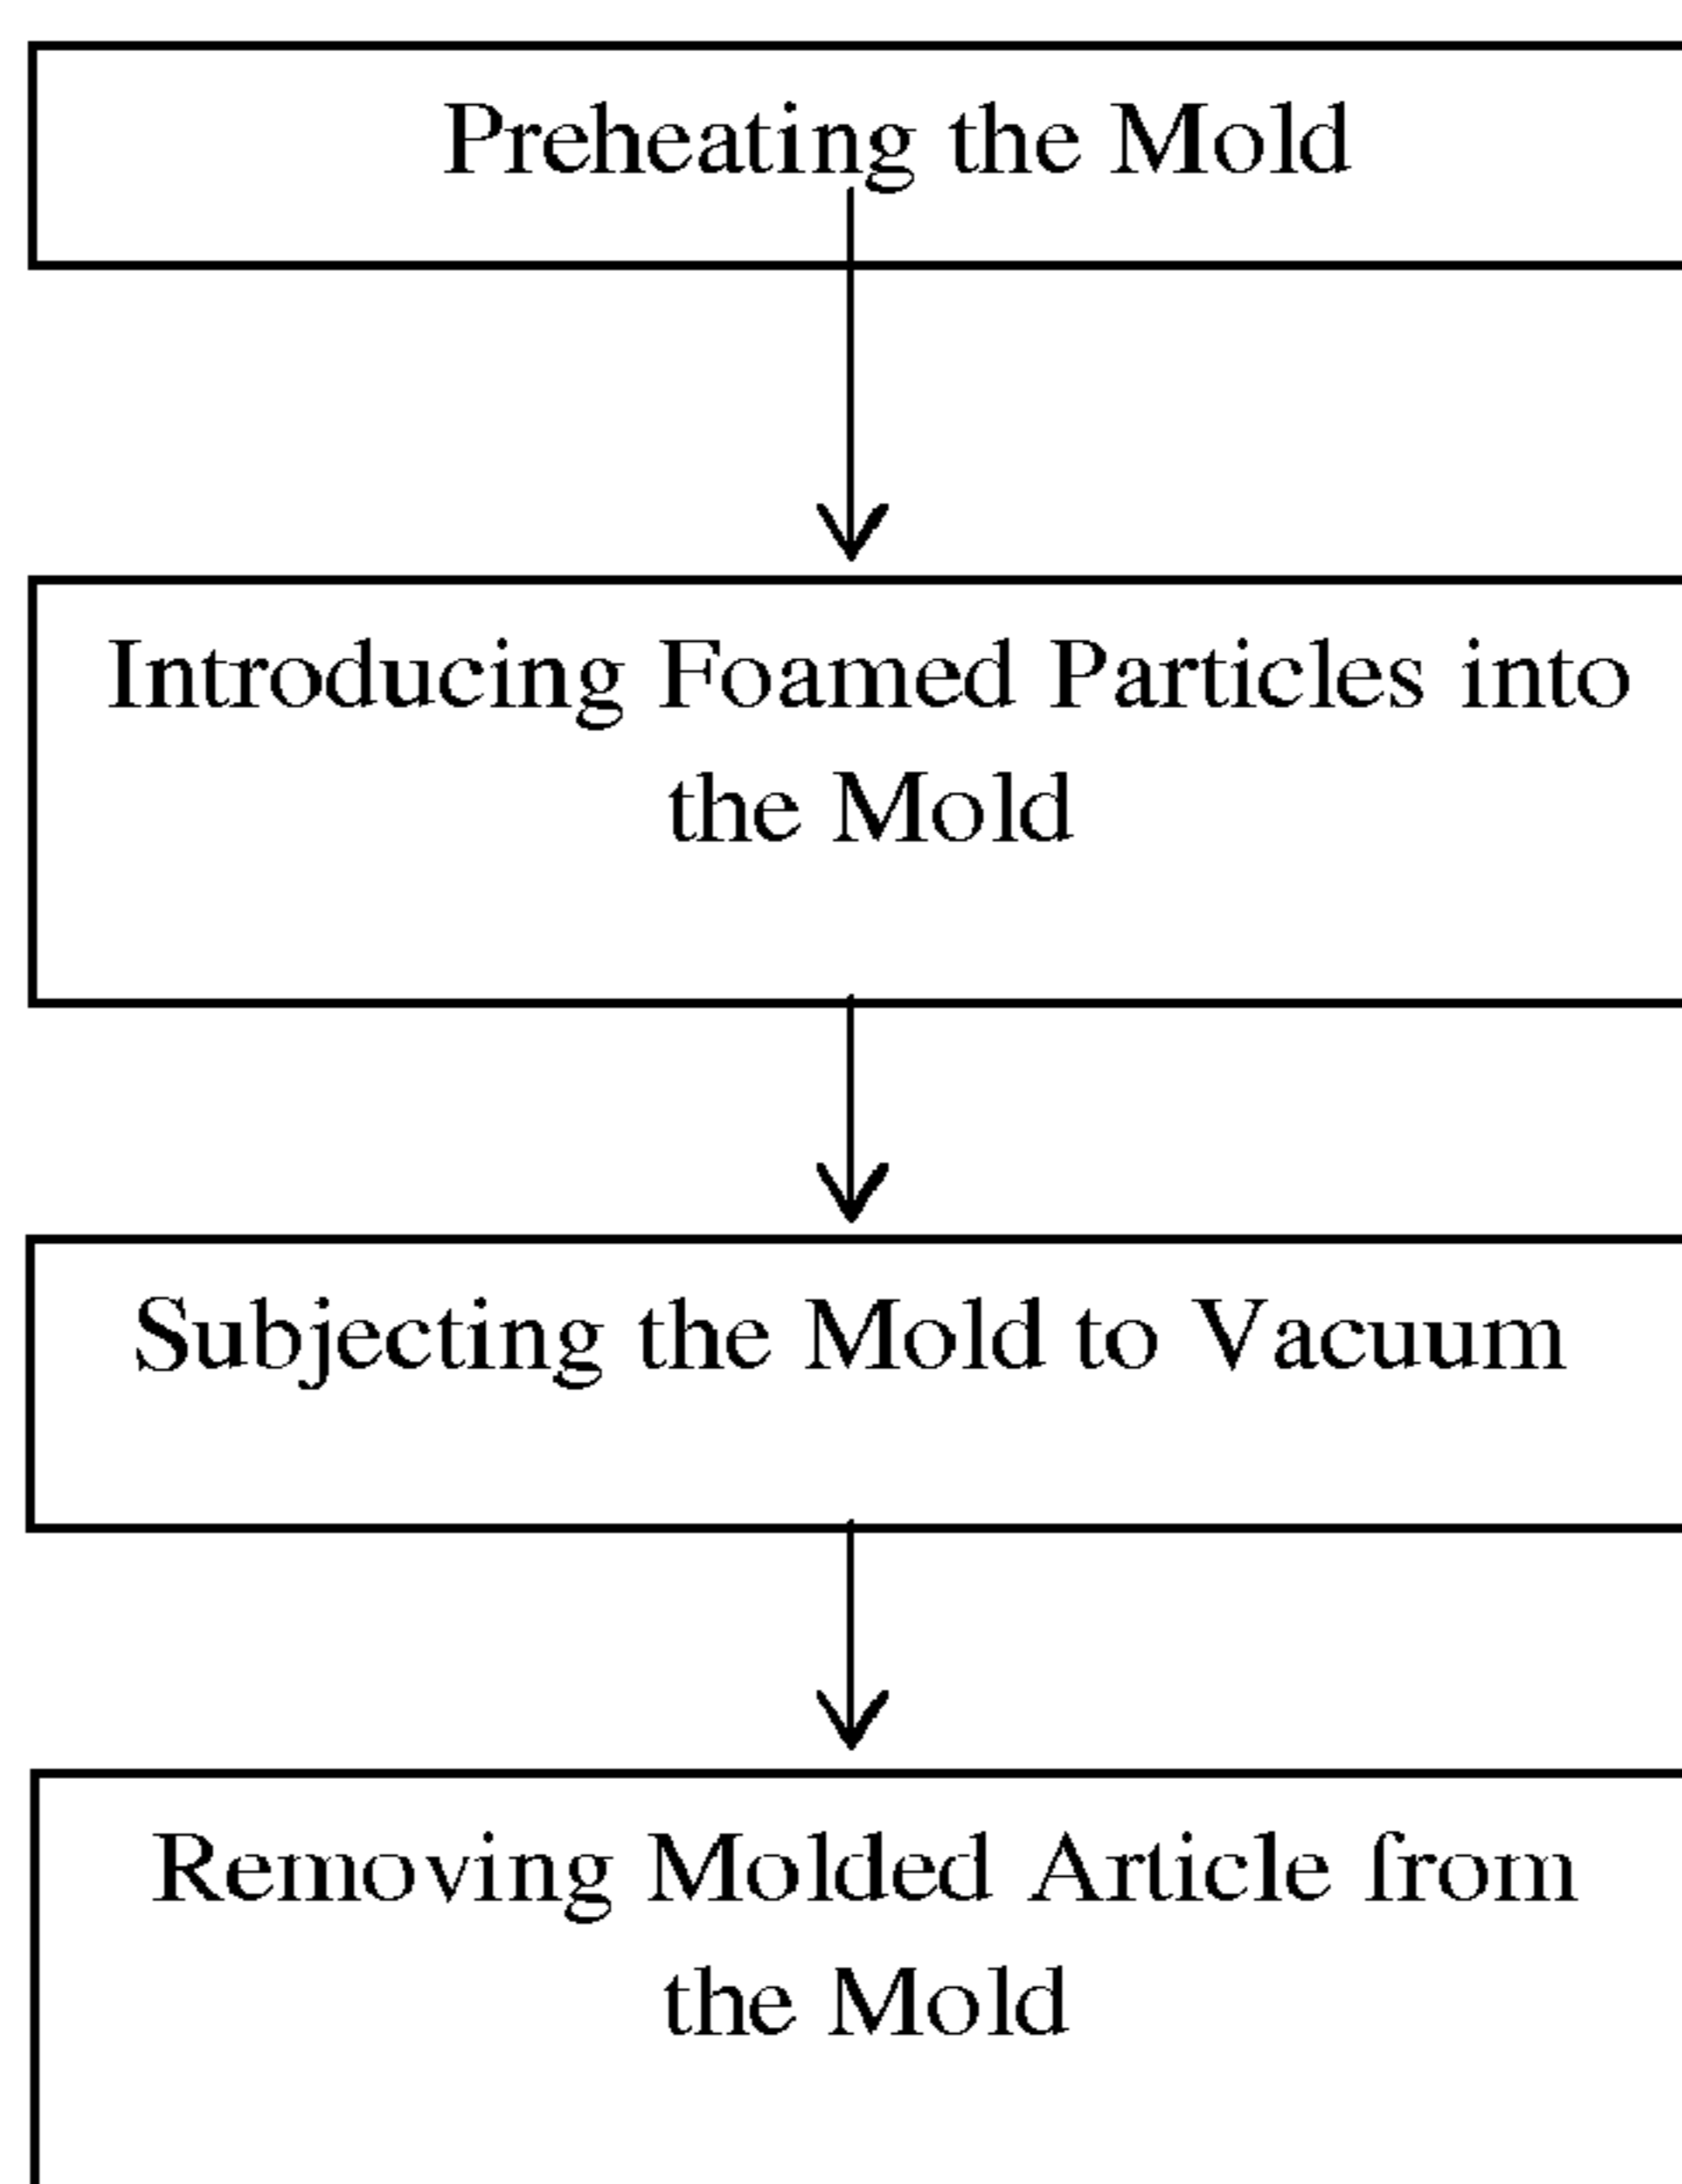 Preheating the Mold
Introducing Foamed Particles into
the Mold
Subjecting the Mold to Vacuum
Removing Molded Article from
the Mold